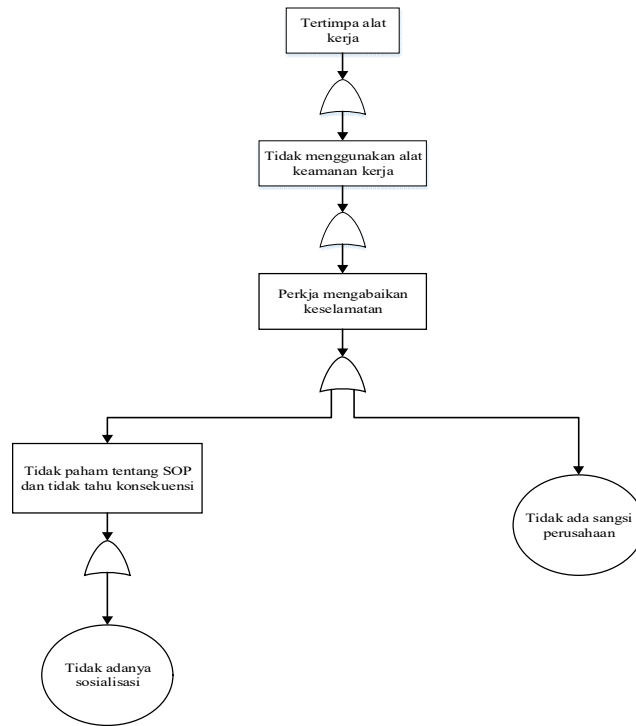 Tertimpa alat
kerja
Tidak menggunakan alat
keamanan kerja
Perkja mengabaikan
keselamatan
Tidak paham tentang SOP
dan tidak tahu konsekuensi
Tidak ada sangsi
perusahaan
Tidak adanya
sosialisasi